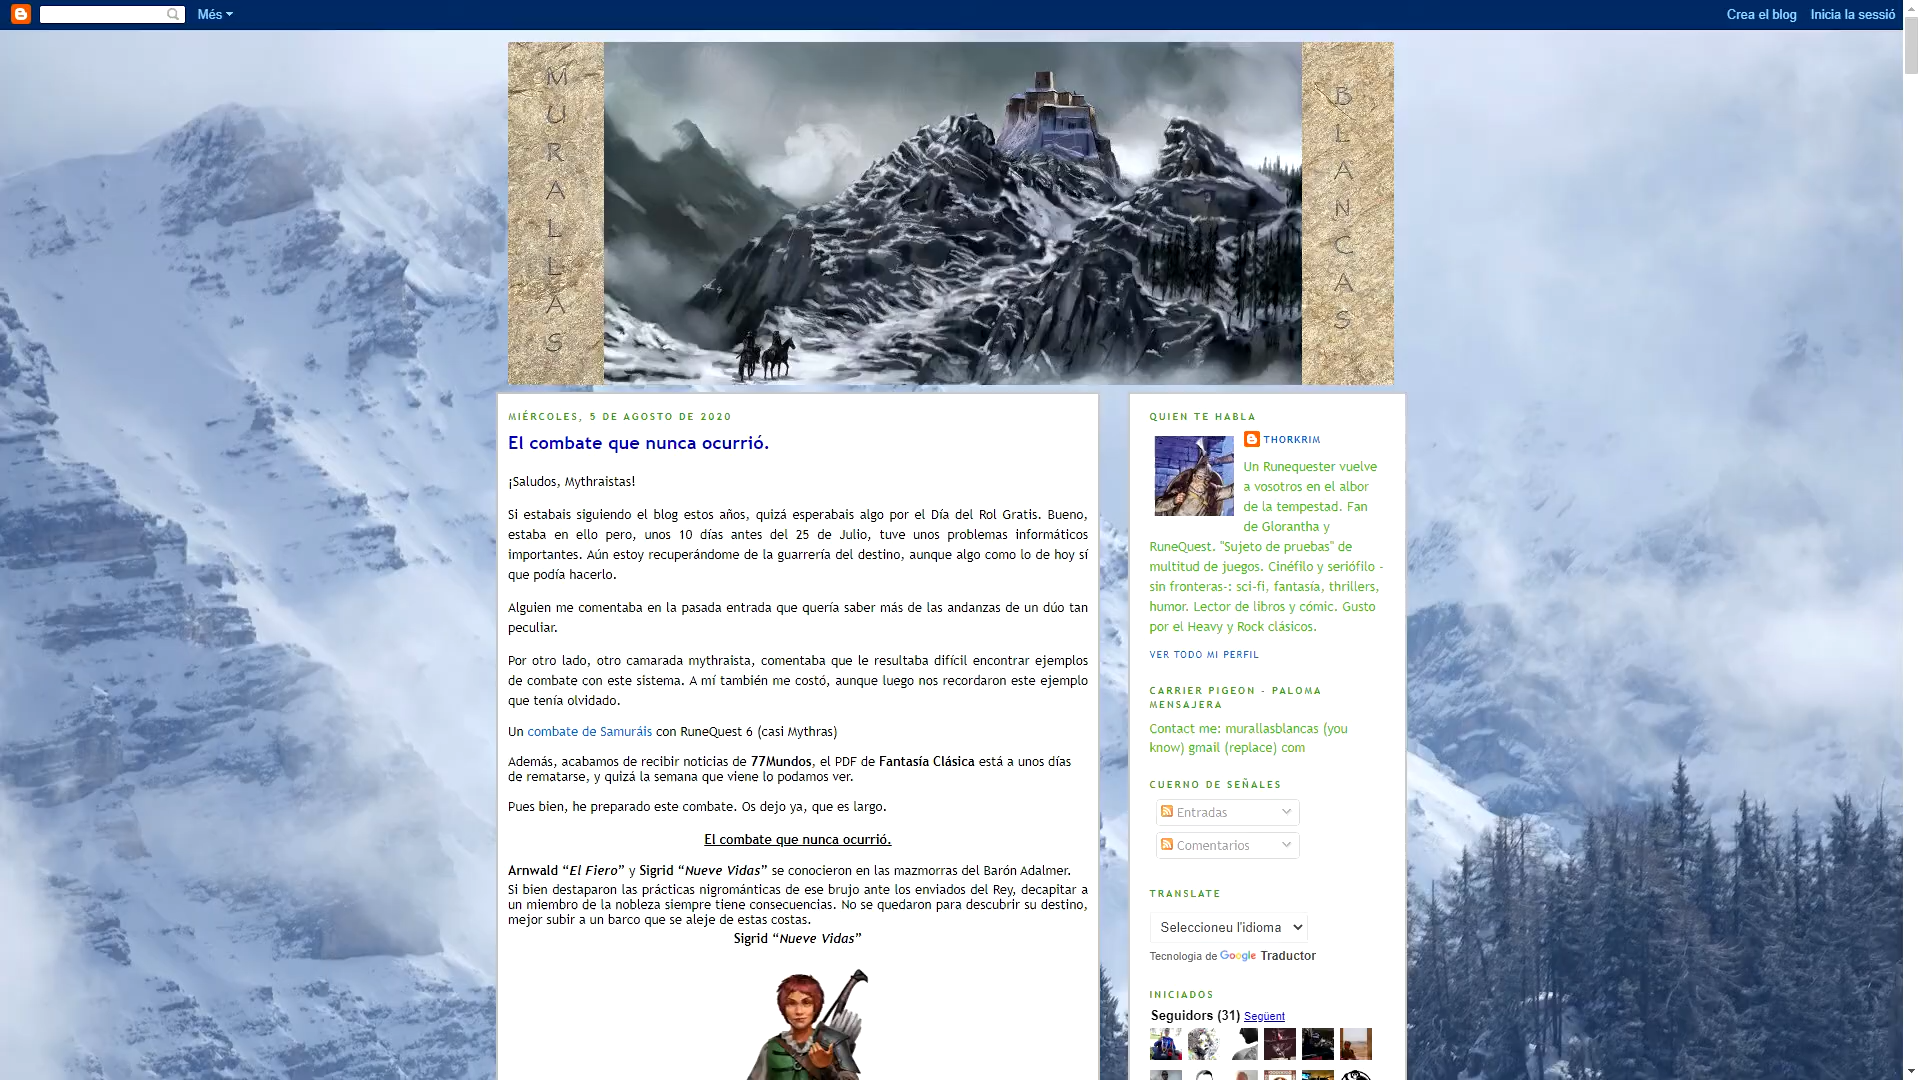 Més
Crea el blog
Inicia la sessió
MURALLAS
BLANCAS
MIÉRCOLES, 5 DE AGOSTO DE 2020
El combate que nunca ocurrió.
¡Saludos, Mythraistas!
Si estabais siguiendo el blog estos años, quizá esperabais algo por el Día del Rol Gratis. Bueno,
estaba en ello pero, unos 10 días antes del 25 de Julio, tuve unos problemas informáticos
importantes. Aún estoy recuperándome de la guarrería del destino, aunque algo como lo de hoy sí
que podía hacerlo.
Alguien me comentaba en la pasada entrada que quería saber más de las andanzas de un dúo tan
peculiar.
Por otro lado, otro camarada mythraista, comentaba que le resultaba difícil encontrar ejemplos
de combate con este sistema. A mí también me costó, aunque luego nos recordaron este ejemplo
que tenía olvidado.
Un combate de Samuráis con RuneQuest 6 (casi Mythras)
Además, acabamos de recibir noticias de 77Mundos, el PDF de Fantasía Clásica está a unos días
de rematarse, y quizá la semana que viene lo podamos ver.
Pues bien, he preparado este combate. Os dejo ya, que es largo.
El combate que nunca ocurrió.
Arnwald “El Fiero” y Sigrid “Nueve Vidas” se conocieron en las mazmorras del Barón Adalmer.
Si bien destaparon las prácticas nigrománticas de ese brujo ante los enviados del Rey, decapitar a
un miembro de la nobleza siempre tiene consecuencias. No se quedaron para descubrir su destino,
mejor subir a un barco que se aleje de estas costas.
Sigrid “Nueve Vidas”
QUIEN TE HABLA
THORKRIM
Un Runequester vuelve
a vosotros en el albor
de la tempestad. Fan
de Glorantha y
RuneQuest. "Sujeto de pruebas" de
multitud de juegos. Cinéfilo y seriófilo -
sin fronteras-: sci-fi, fantasía, thrillers,
humor. Lector de libros y cómic. Gusto
por el Heavy y Rock clásicos.
VER TODO MI PERFIL
CARRIER PIGEON - PALOMA
MENSAJERA
Contact me: murallasblancas (you
know) gmail (replace) com
CUERNO DE SEÑALES
Entradas
Comentarios
TRANSLATE
Seleccioneu l'idioma
Tecnologia de Google Traductor
INICIADOS
Seguidors (31) Següent